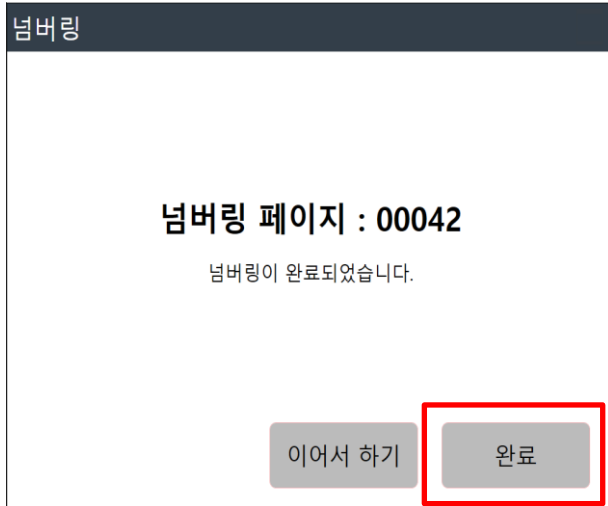 넘버링
넘버링 페이지 : 00042
넘버링이 완료되었습니다.
이어서 하기
완료